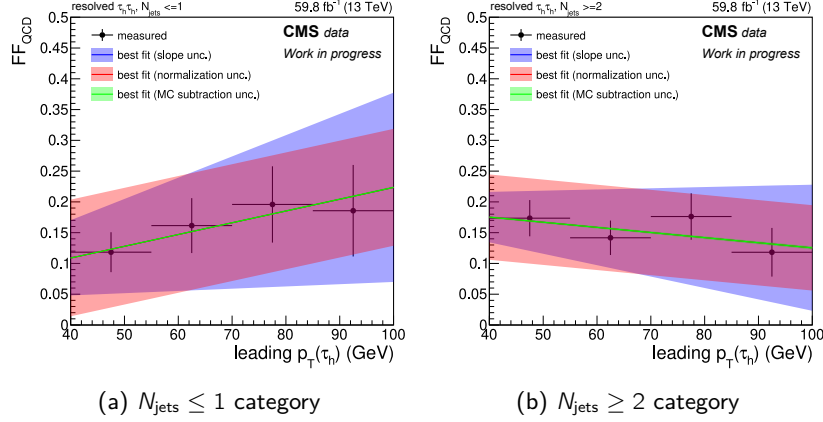 resolved τhτh, Njets <=1 59.8 fb-1 (13 TeV)
FFQCD
0.5
0.45
0.4
0.35
0.3
0.25
0.2
0.15
0.1
0.05
0
measured
best fit (slope unc.)
best fit (normalization unc.)
best fit (MC subtraction unc.)
CMS data
Work in progress
40 50 60 70 80 90 100
leading pT(τh) (GeV)
(a) Njets ≤ 1 category
resolved τhτh, Njets >=2 59.8 fb-1 (13 TeV)
FFQCD
0.5
0.45
0.4
0.35
0.3
0.25
0.2
0.15
0.1
0.05
0
measured
best fit (slope unc.)
best fit (normalization unc.)
best fit (MC subtraction unc.)
CMS data
Work in progress
40 50 60 70 80 90 100
leading pT(τh) (GeV)
(b) Njets ≥ 2 category